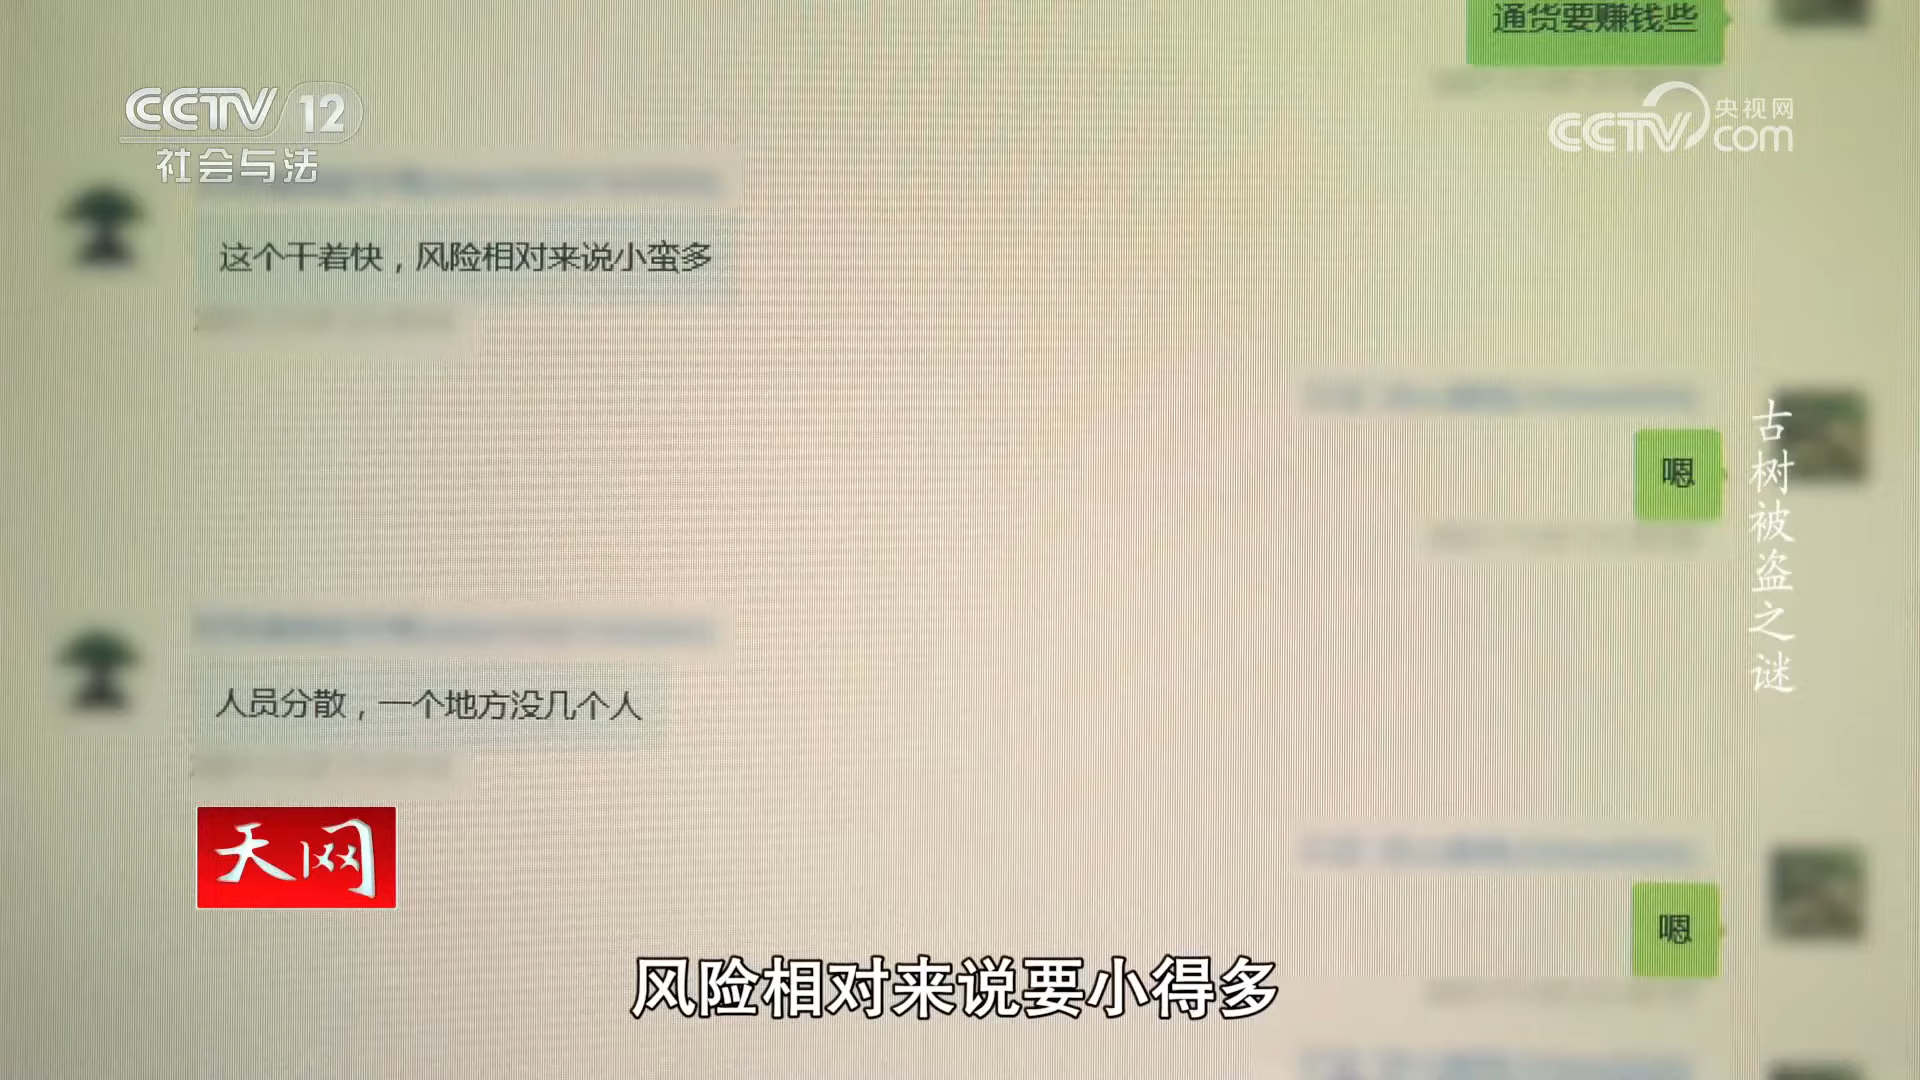 通货要赚钱些
CCTV 12
社会与法
央视网
CCTV.com
这个干着快，风险相对来说小蛮多
嗯
古树被盗之谜
人员分散，一个地方没几个人
天网
嗯
风险相对来说要小得多